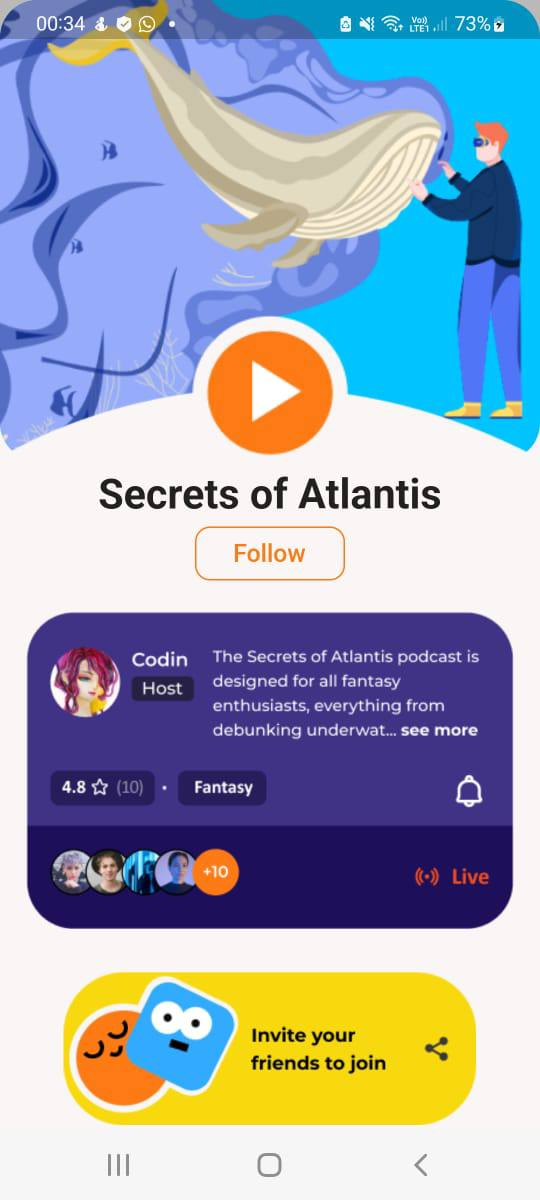 00:34
Vo)
LTE1
73%
Secrets of Atlantis
Follow
Codin
Host
The Secrets of Atlantis podcast is
designed for all fantasy
enthusiasts, everything from
debunking underwat... see more
4.8 (10) • Fantasy
+10
Live
Invite your
friends to join